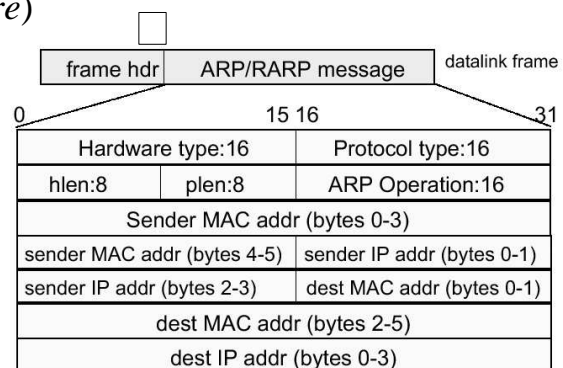 re)
frame hdr ARP/RARP message datalink frame
0 15 16 31
Hardware type:16 Protocol type:16
hlen:8 plen:8 ARP Operation:16
Sender MAC addr (bytes 0-3)
sender MAC addr (bytes 4-5) sender IP addr (bytes 0-1)
sender IP addr (bytes 2-3) dest MAC addr (bytes 0-1)
dest MAC addr (bytes 2-5)
dest IP addr (bytes 0-3)